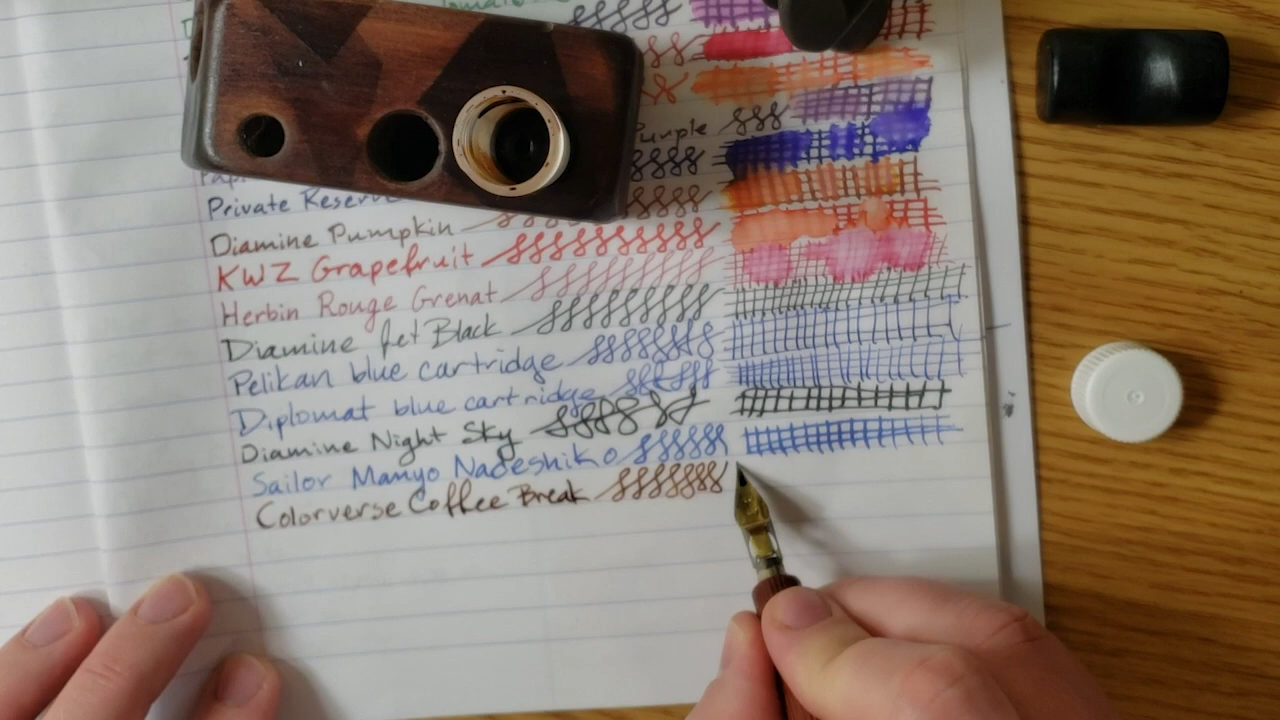 Purple
Private Reserve
Diamine Pumpkin
KWZ Grapefruit
Herbin Rouge Grenat
Diamine Jet Black
Pelikan blue cartridge
Diplomat blue cartridge
Diamine Night Sky
Sailor Manyo Nadeshiko
Colorverse Coffee Break